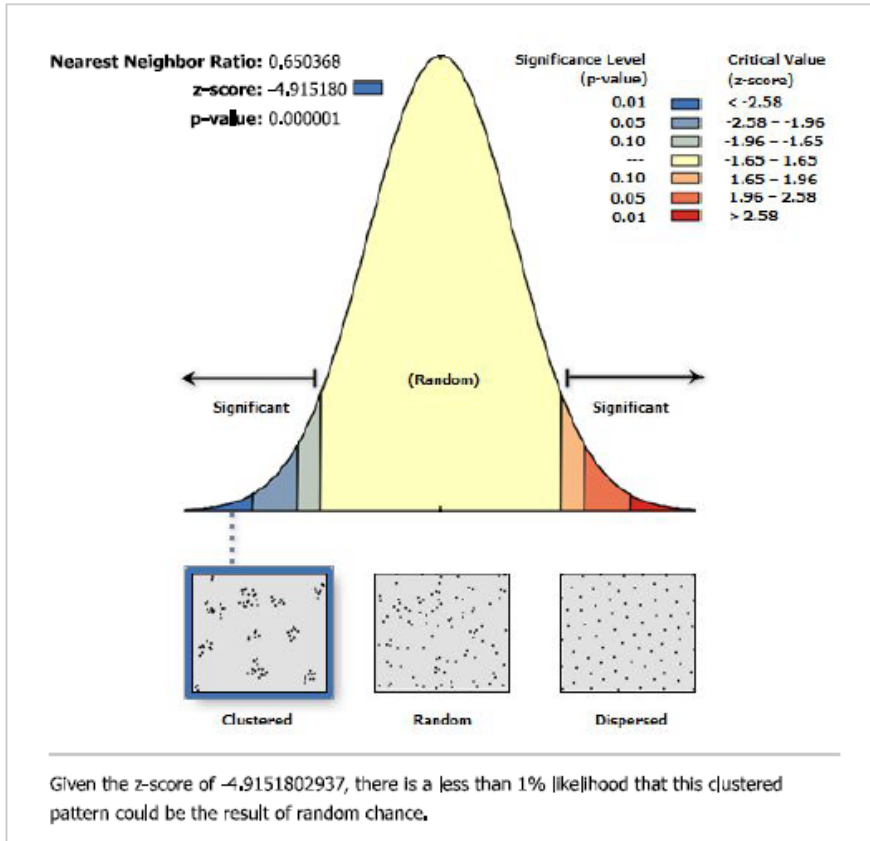 Nearest Neighbor Ratio: 0.650368
z-score: -4.915180
p-value: 0.000001
Significance Level
(p-value)
Critical Value
(z-score)
0.01 < -2.58
0.05 -2.58 – -1.96
0.10 -1.96 – -1.65
--- -1.65 – 1.65
0.10 1.65 – 1.96
0.05 1.96 – 2.58
0.01 > 2.58
(Random)
Significant
Significant
Clustered
Random
Dispersed
Given the z-score of -4.9151802937, there is a less than 1% likelihood that this clustered
pattern could be the result of random chance.